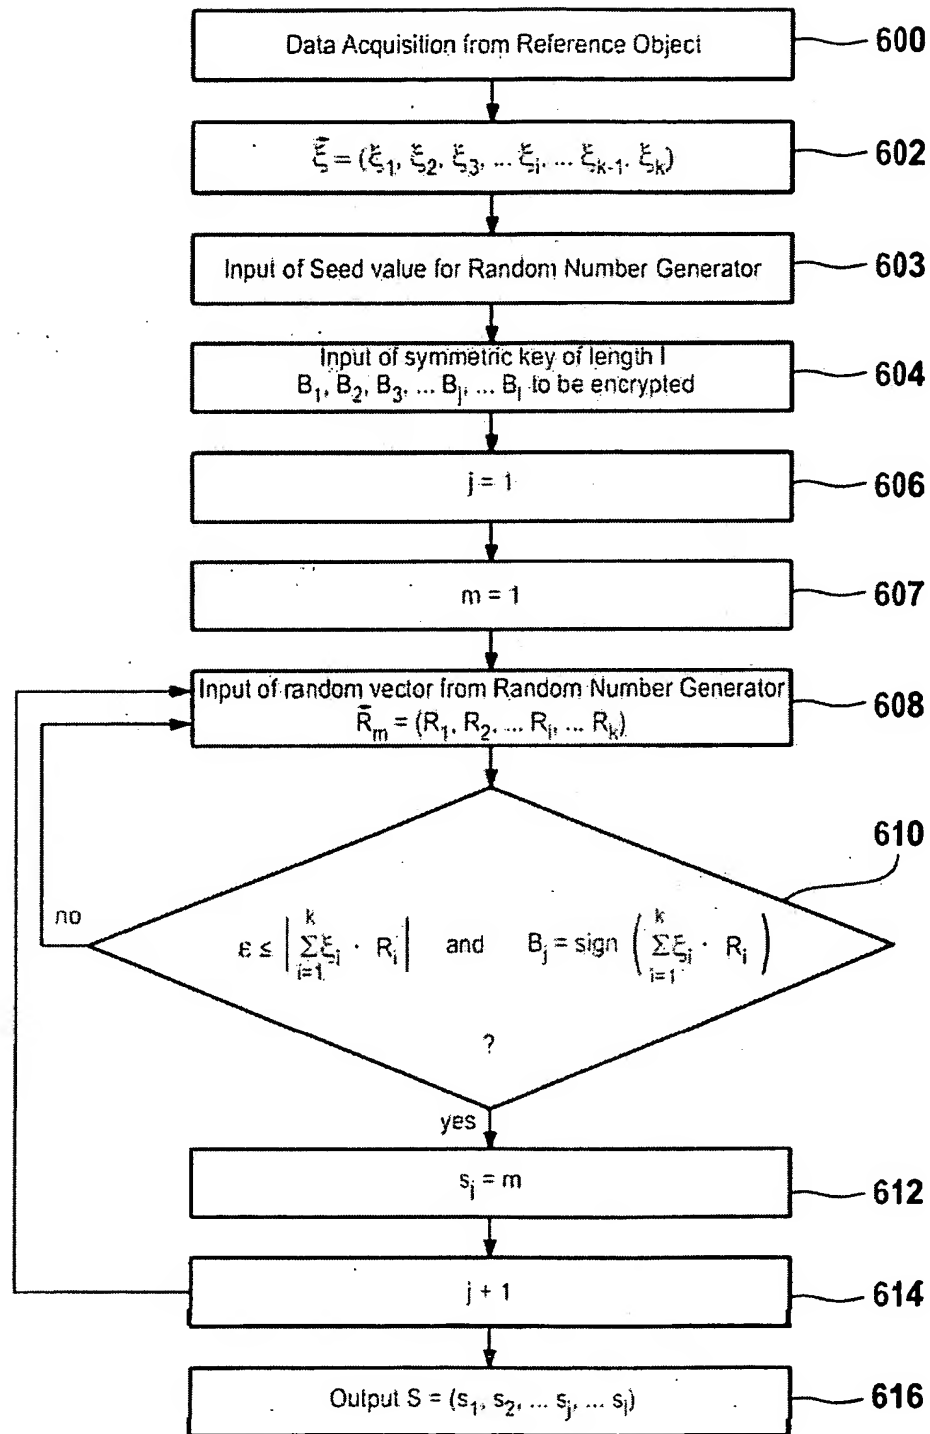 Data Acquisition from Reference Object
600
ξ̄ = (ξ₁, ξ₂, ξ₃, ... ξᵢ, ... ξₖ₋₁, ξₖ)
602
Input of Seed value for Random Number Generator
603
Input of symmetric key of length l
B₁, B₂, B₃, ... Bⱼ, ... Bₗ to be encrypted
604
j = 1
606
m = 1
607
Input of random vector from Random Number Generator
R̄ₘ = (R₁, R₂, ... Rᵢ, ... Rₖ)
608
610
no
ε ≤ | ∑ᵢ₌₁ᵏ ξᵢ · Rᵢ | and Bⱼ = sign ( ∑ᵢ₌₁ᵏ ξᵢ · Rᵢ )
?
yes
sⱼ = m
612
j + 1
614
Output S = (s₁, s₂, ... sⱼ, ... sₗ)
616